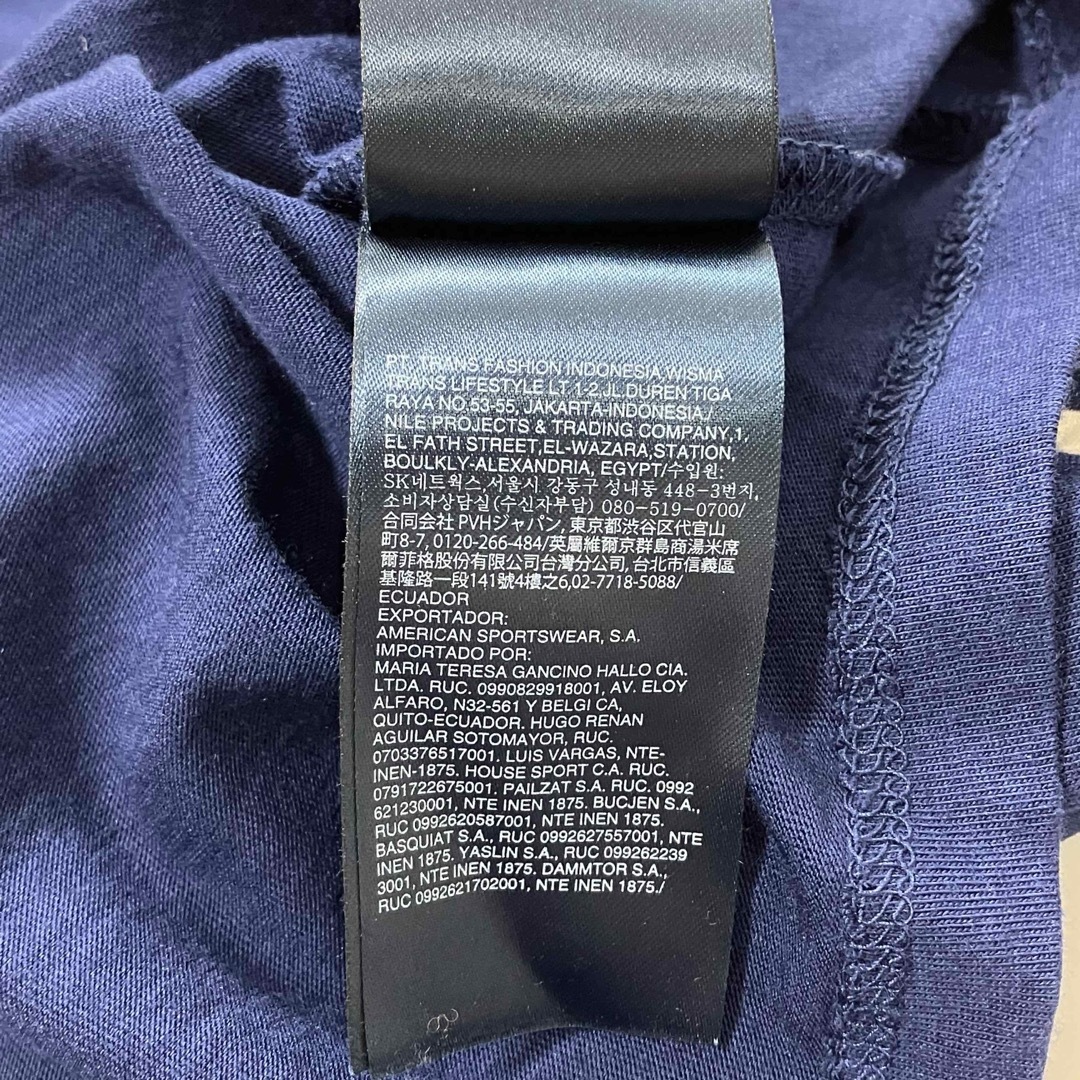 PT. TRANS FASHION INDONESIA,WISMA
TRANS LIFESTYLE LT 1-2,JL.DUREN TIGA
RAYA NO.53-55, JAKARTA-INDONESIA./
NILE PROJECTS & TRADING COMPANY,1,
EL FATH STREET,EL-WAZARA,STATION,
BOULKLY-ALEXANDRIA, EGYPT/수입원:
SK네트웍스,서울시 강동구 성내동 448-3번지,
소비자상담실(수신자부담) 080-519-0700/
合同会社PVHジャパン, 東京都渋谷区代官山
町8-7, 0120-266-484/英屬維爾京群島商湯米席
爾菲格股份有限公司台灣分公司, 台北市信義區
基隆路一段141號4樓之6,02-7718-5088/
ECUADOR
EXPORTADOR:
AMERICAN SPORTSWEAR, S.A.
IMPORTADO POR:
MARIA TERESA GANCINO HALLO CIA.
LTDA. RUC. 0990829918001, AV. ELOY
ALFARO, N32-561 Y BELGI CA,
QUITO-ECUADOR. HUGO RENAN
AGUILAR SOTOMAYOR, RUC.
0703376517001. LUIS VARGAS, NTE-
INEN-1875. HOUSE SPORT C.A. RUC.
0791722675001. PAILZAT S.A. RUC. 0992
621230001, NTE INEN 1875. BUCJEN S.A.,
RUC 0992620587001, NTE INEN 1875.
BASQUIAT S.A., RUC 0992627557001, NTE
INEN 1875. YASLIN S.A., RUC 099262239
3001, NTE INEN 1875. DAMMTOR S.A.,
RUC 0992621702001, NTE INEN 1875./